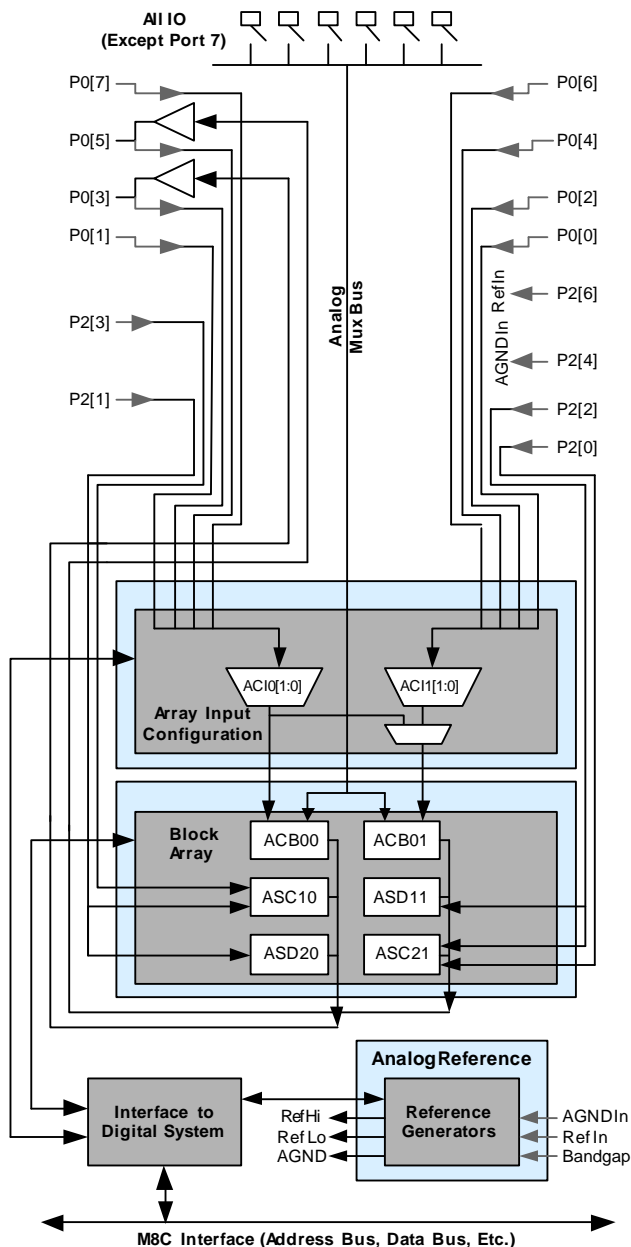 All IO
(Except Port 7)
P0[7]
P0[6]
P0[5]
P0[4]
P0[3]
P0[2]
P0[1]
P0[0]
P2[6]
AGNDIn RefIn
Analog
Mux Bus
P2[3]
P2[4]
P2[1]
P2[2]
P2[0]
ACI0[1:0]
ACI1[1:0]
Array Input
Configuration
Block
Array
ACB00
ACB01
ASC10
ASD11
ASD20
ASC21
AnalogReference
Interface to
Digital System
RefHi
RefLo
AGND
Reference
Generators
AGNDIn
RefIn
Bandgap
M8C Interface (Address Bus, Data Bus, Etc.)